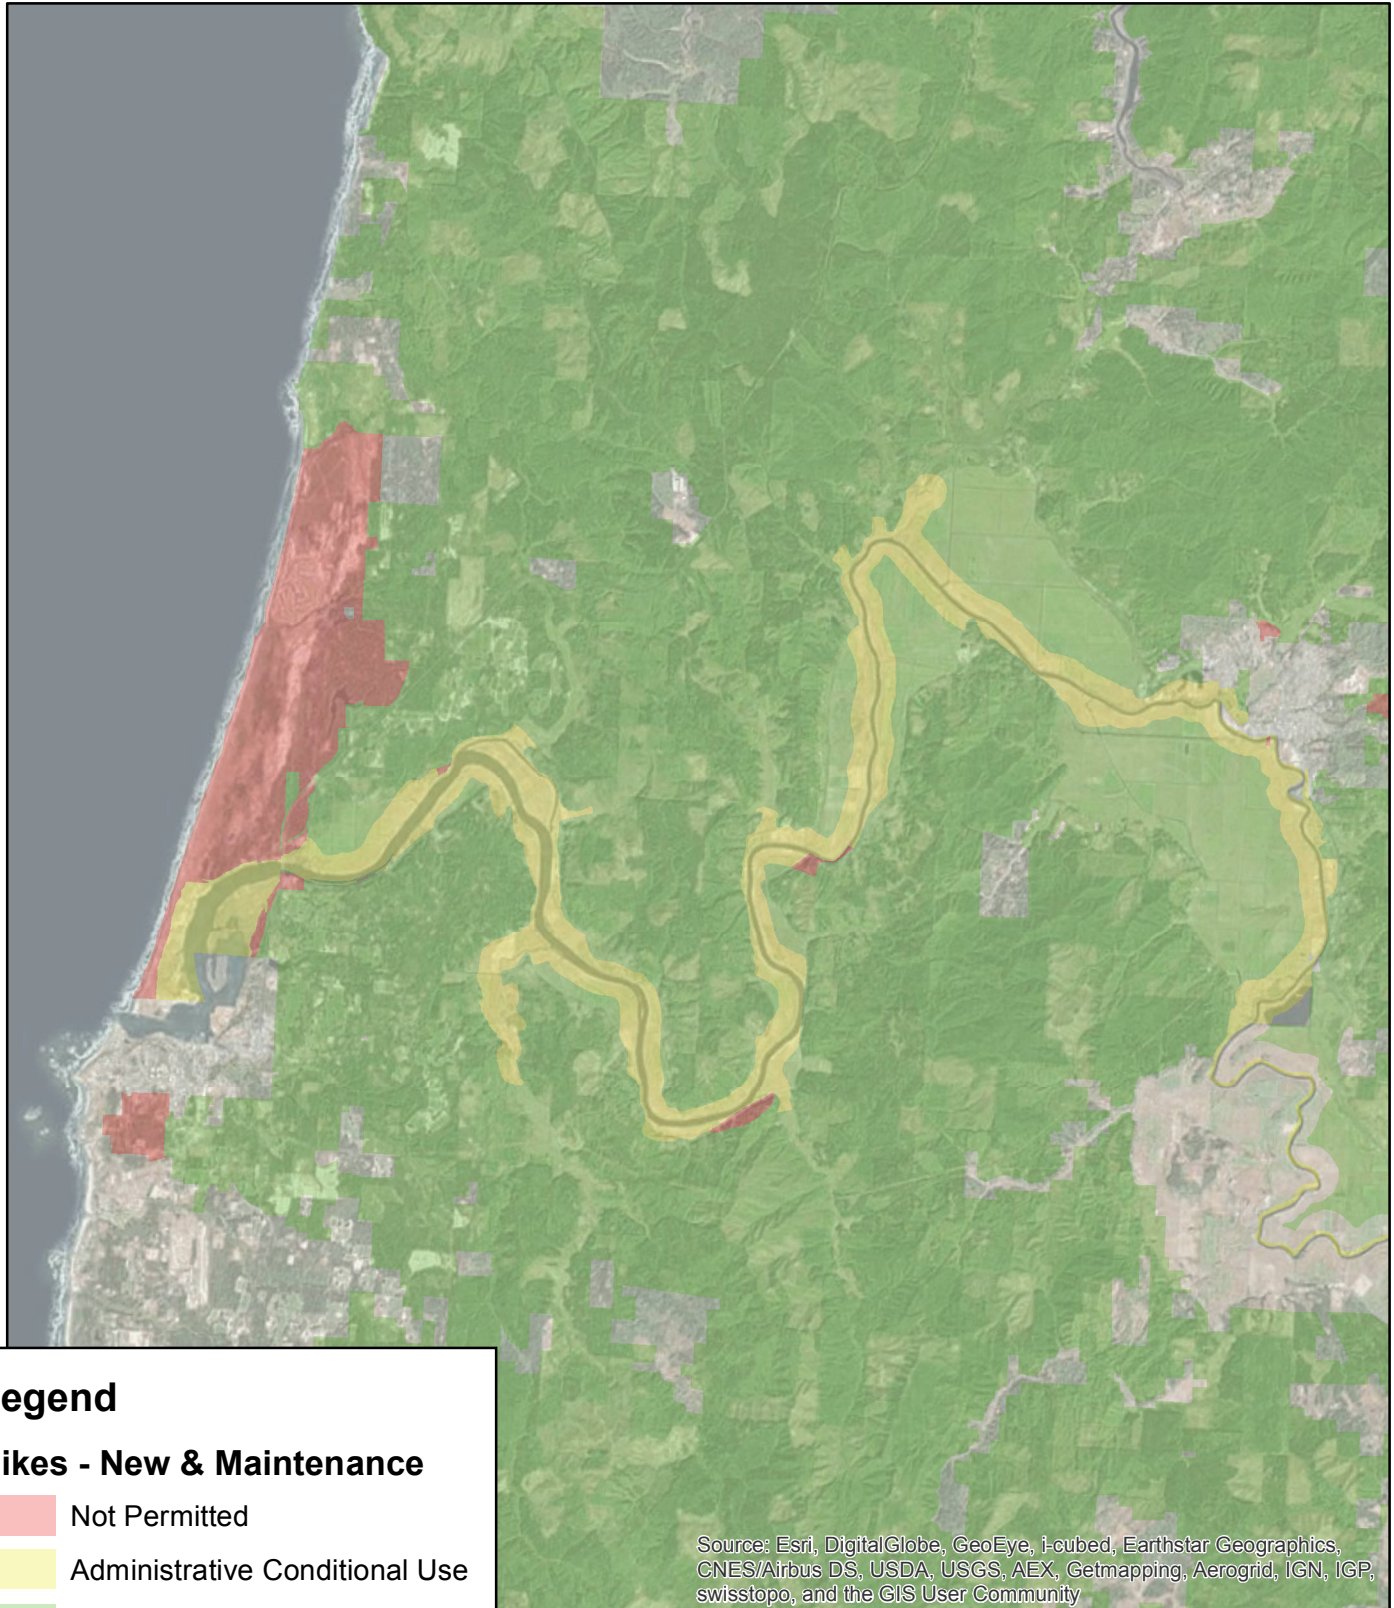 egend
ikes - New & Maintenance
Not Permitted
Administrative Conditional Use
Source: Esri, DigitalGlobe, GeoEye, i-cubed, Earthstar Geographics,
CNES/Airbus DS, USDA, USGS, AEX, Getmapping, Aerogrid, IGN, IGP,
swisstopo, and the GIS User Community